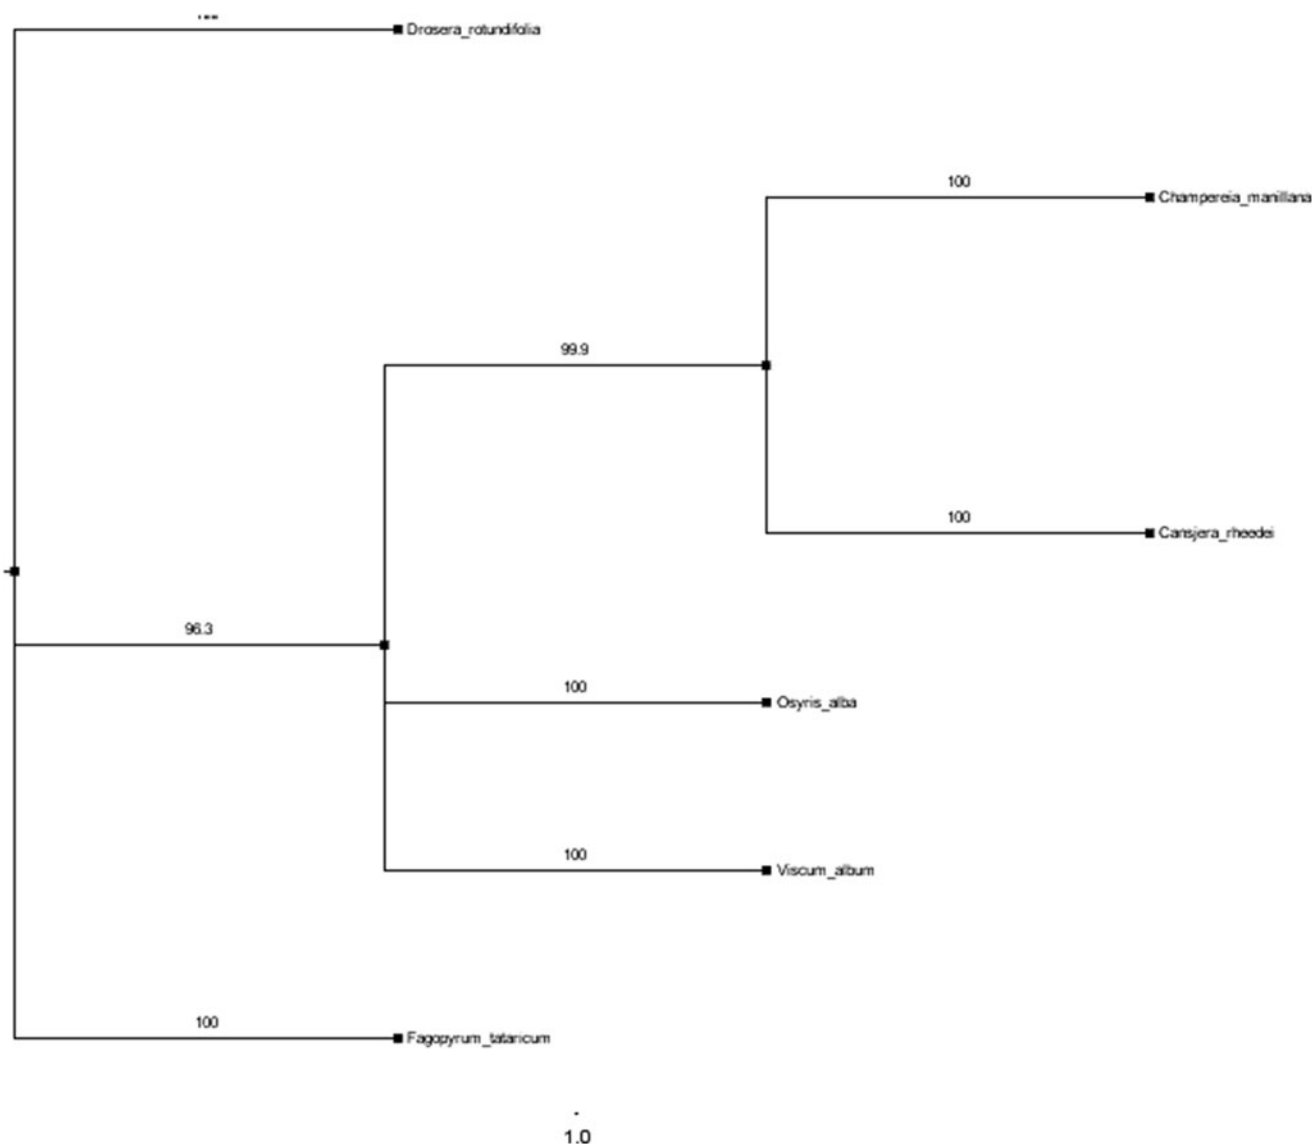 Drosera_rotundifolia
100
Champereia_manillana
99.9
100
Cansjera_rheedei
96.3
100
Osyris_alba
100
Viscum_album
100
Fagopyrum_tataricum
1.0